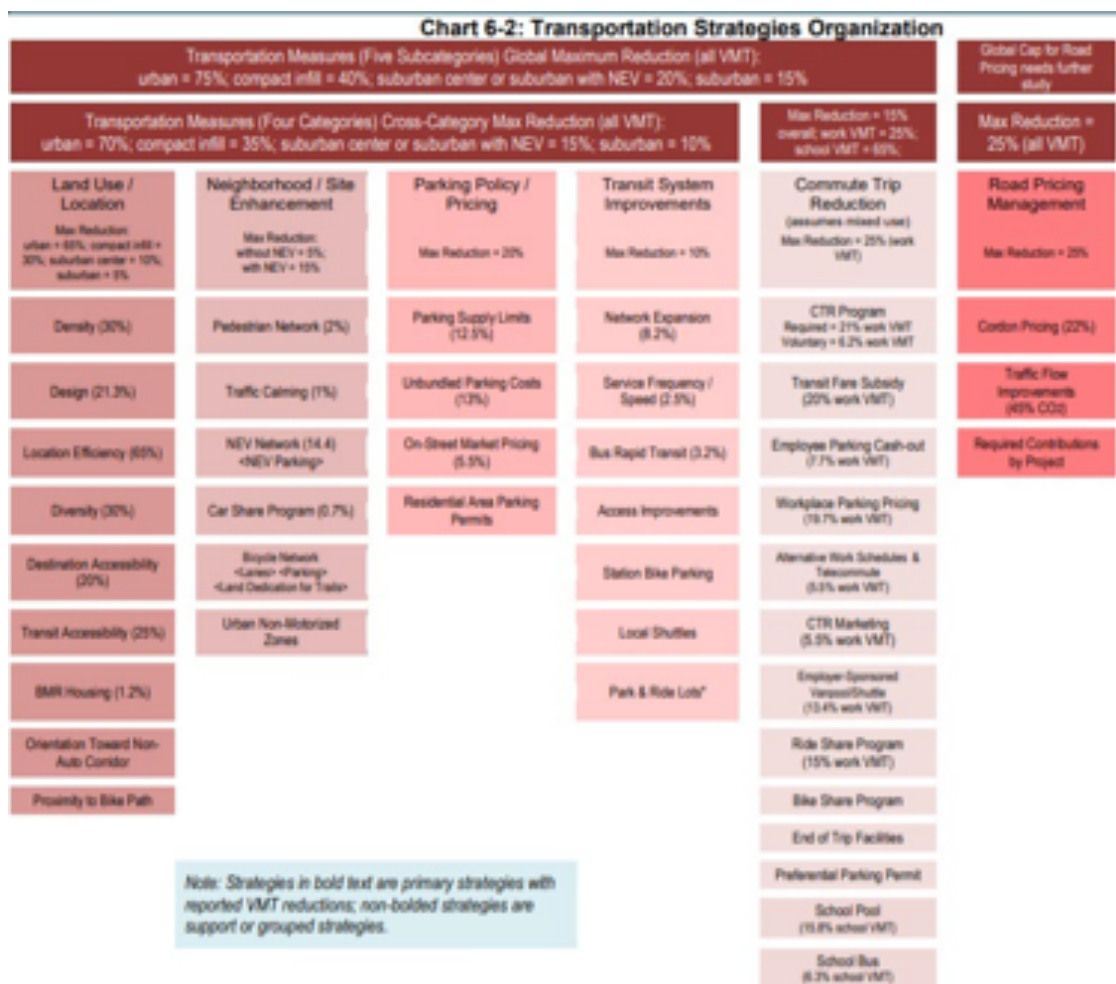 Chart 6-2: Transportation Strategies Organization
Transportation Measures (Five Subcategories) Global Maximum Reduction (all VMT):
urban = 75%; compact infill = 40%; suburban center or suburban with NEV = 20%; suburban = 15%
Global Cap for Road
Pricing needs further
study
Transportation Measures (Four Categories) Cross-Category Max Reduction (all VMT):
urban = 70%; compact infill = 35%; suburban center or suburban with NEV = 15%; suburban = 10%
Max Reduction = 15%
overall; work VMT = 25%;
school VMT = 65%;
Max Reduction =
25% (all VMT)
Land Use /
Location
Max Reduction:
urban = 65%; compact infill =
30%; suburban center = 10%;
suburban = 5%
Density (30%)
Design (21.3%)
Location Efficiency (65%)
Diversity (30%)
Destination Accessibility
(20%)
Transit Accessibility (25%)
BMR Housing (1.2%)
Orientation Toward Non-
Auto Corridor
Proximity to Bike Path
Neighborhood / Site
Enhancement
Max Reduction:
without NEV = 5%;
with NEV = 15%
Pedestrian Network (2%)
Traffic Calming (1%)
NEV Network (14.4)
<NEV Parking>
Car Share Program (0.7%)
Bicycle Network
<Lanes> <Parking>
<Land Dedication for Trails>
Urban Non-Motorized
Zones
Parking Policy /
Pricing
Max Reduction = 20%
Parking Supply Limits
(12.5%)
Unbundled Parking Costs
(13%)
On-Street Market Pricing
(5.5%)
Residential Area Parking
Permits
Transit System
Improvements
Max Reduction = 10%
Network Expansion
(8.2%)
Service Frequency /
Speed (2.5%)
Bus Rapid Transit (3.2%)
Access Improvements
Station Bike Parking
Local Shuttles
Park & Ride Lots*
Commute Trip
Reduction
(assumes mixed use)
Max Reduction = 25% (work
VMT)
CTR Program
Required = 21% work VMT
Voluntary = 6.2% work VMT
Transit Fare Subsidy
(20% work VMT)
Employee Parking Cash-out
(7.7% work VMT)
Workplace Parking Pricing
(19.7% work VMT)
Alternative Work Schedules &
Telecommute
(5.5% work VMT)
CTR Marketing
(5.5% work VMT)
Employer-Sponsored
Vanpool/Shuttle
(13.4% work VMT)
Ride Share Program
(15% work VMT)
Bike Share Program
End of Trip Facilities
Preferential Parking Permit
School Pool
(15.8% school VMT)
School Bus
(6.3% school VMT)
Road Pricing
Management
Max Reduction = 25%
Cordon Pricing (22%)
Traffic Flow
Improvements
(45% CO2)
Required Contributions
by Project
Note: Strategies in bold text are primary strategies with
reported VMT reductions; non-bolded strategies are
support or grouped strategies.